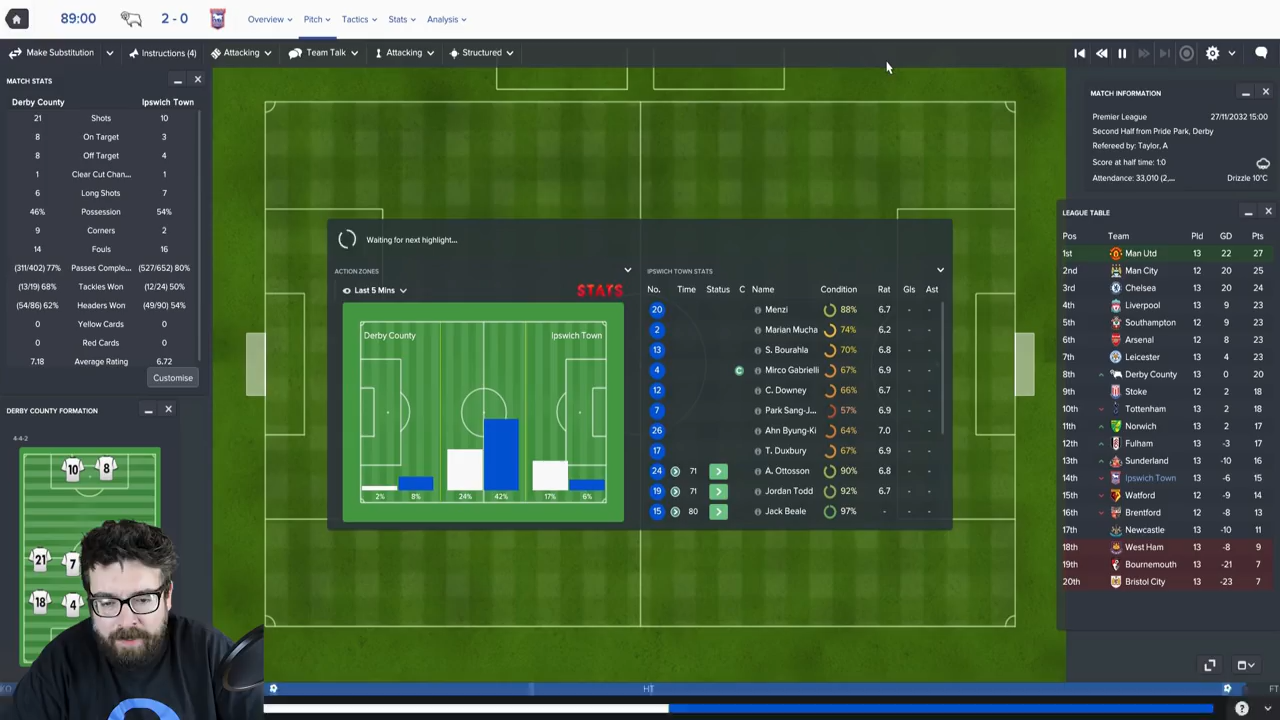 89:00 2 - 0 Overview Pitch Tactics Stats Analysis
Make Substitution Instructions (4) Attacking Team Talk Attacking Structured
MATCH STATS
Derby County Ipswich Town
21 Shots 10
8 On Target 3
8 Off Target 4
1 Clear Cut Chan... 1
6 Long Shots 7
46% Possession 54%
9 Corners 2
14 Fouls 16
(311/402) 77% Passes Comple... (527/652) 80%
(13/19) 68% Tackles Won (12/24) 50%
(54/86) 62% Headers Won (49/90) 54%
0 Yellow Cards 0
0 Red Cards 0
7.18 Average Rating 6.72
Customise
DERBY COUNTY FORMATION
4-4-2
10 8
21 7
18 4
Waiting for next highlight...
ACTION ZONES
Last 5 Mins
STATS
Derby County Ipswich Town
2% 8% 24% 42% 17% 6%
IPSWICH TOWN STATS
No. Time Status C Name Condition Rat Gls Ast
20 Menzi 88% 6.7 - -
2 Marian Mucha 74% 6.2 - -
13 S. Bourahla 70% 6.8 - -
4 C Mirco Gabrielli 67% 6.9 - -
12 C. Downey 66% 6.7 - -
7 Park Sang-J... 57% 6.9 - -
26 Ahn Byung-Ki 64% 7.0 - -
17 T. Duxbury 67% 6.9 - -
24 71 A. Ottosson 90% 6.8 - -
19 71 Jordan Todd 92% 6.7 - -
15 80 Jack Beale 97% - - -
MATCH INFORMATION
Premier League 27/11/2032 15:00
Second Half from Pride Park, Derby
Refereed by: Taylor, A
Score at half time: 1:0
Attendance: 33,010 (2,... Drizzle 10°C
LEAGUE TABLE
Pos Team Pld GD Pts
1st Man Utd 13 22 27
2nd Man City 12 20 25
3rd Chelsea 13 20 24
4th Liverpool 13 9 23
5th Southampton 12 9 23
6th Arsenal 12 8 23
7th Leicester 13 4 23
8th Derby County 13 0 20
9th Stoke 12 2 18
10th Tottenham 13 2 18
11th Norwich 13 2 17
12th Fulham 13 -3 17
13th Sunderland 13 -10 16
14th Ipswich Town 13 -6 15
15th Watford 12 -9 14
16th Brentford 12 -8 13
17th Newcastle 13 -10 11
18th West Ham 13 -8 9
19th Bournemouth 13 -21 7
20th Bristol City 13 -23 7
HT FT